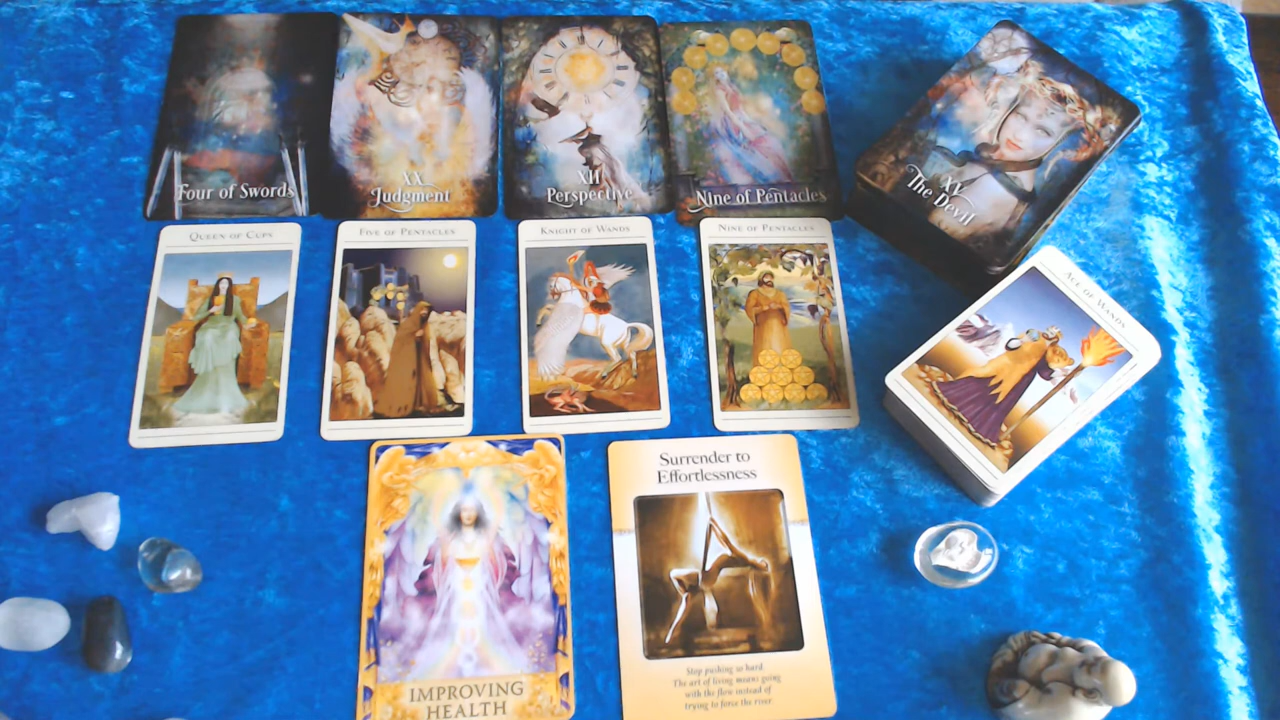 Four of Swords
XX
Judgment
XII
Perspective
Nine of Pentacles
XV
The Devil
Queen of Cups
Five of Pentacles
Knight of Wands
Nine of Pentacles
Ace of Wands
IMPROVING
HEALTH
Surrender to
Effortlessness
Stop pushing so hard.
The art of living means going
with the flow instead of
trying to force the river.